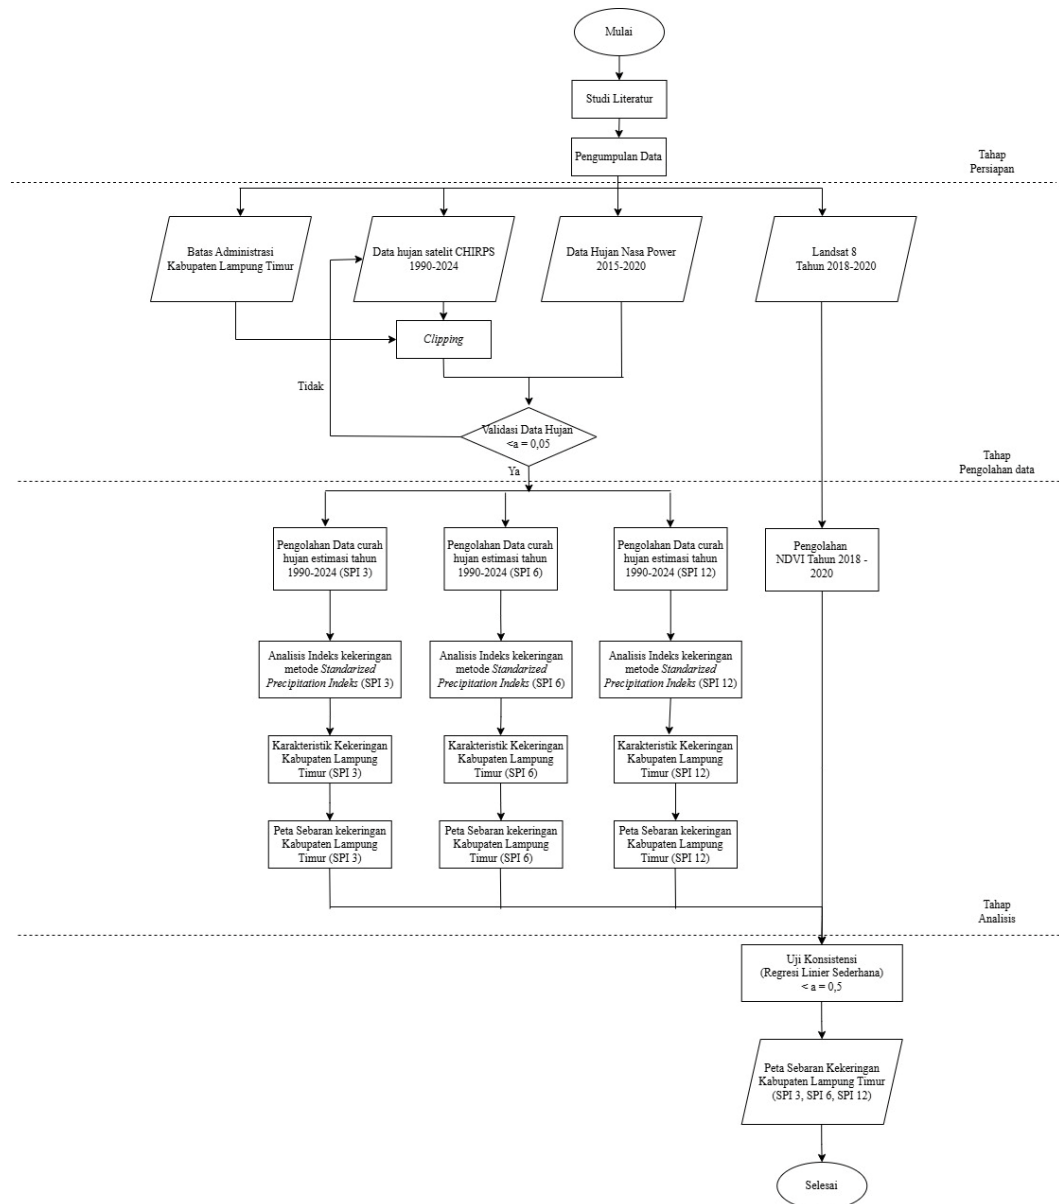 Mulai
Studi Literatur
Pengumpulan Data
Tahap
Persiapan
Batas Administrasi
Kabupaten Lampung Timur
Data hujan satelit CHIRPS
1990-2024
Data Hujan Nasa Power
2015-2020
Landsat 8
Tahun 2018-2020
Clipping
Tidak
Validasi Data Hujan
<a = 0,05
Ya
Tahap
Pengolahan data
Pengolahan Data curah
hujan estimasi tahun
1990-2024 (SPI 3)
Pengolahan Data curah
hujan estimasi tahun
1990-2024 (SPI 6)
Pengolahan Data curah
hujan estimasi tahun
1990-2024 (SPI 12)
Pengolahan
NDVI Tahun 2018 -
2020
Analisis Indeks kekeringan
metode Standarized
Precipitation Indeks (SPI 3)
Analisis Indeks kekeringan
metode Standarized
Precipitation Indeks (SPI 6)
Analisis Indeks kekeringan
metode Standarized
Precipitation Indeks (SPI 12)
Karakteristik Kekeringan
Kabupaten Lampung
Timur (SPI 3)
Karakteristik Kekeringan
Kabupaten Lampung
Timur (SPI 6)
Karakteristik Kekeringan
Kabupaten Lampung
Timur (SPI 12)
Peta Sebaran kekeringan
Kabupaten Lampung
Timur (SPI 3)
Peta Sebaran kekeringan
Kabupaten Lampung
Timur (SPI 6)
Peta Sebaran kekeringan
Kabupaten Lampung
Timur (SPI 12)
Tahap
Analisis
Uji Konsistensi
(Regresi Linier Sederhana)
< a = 0,5
Peta Sebaran Kekeringan
Kabupaten Lampung Timur
(SPI 3, SPI 6, SPI 12)
Selesai